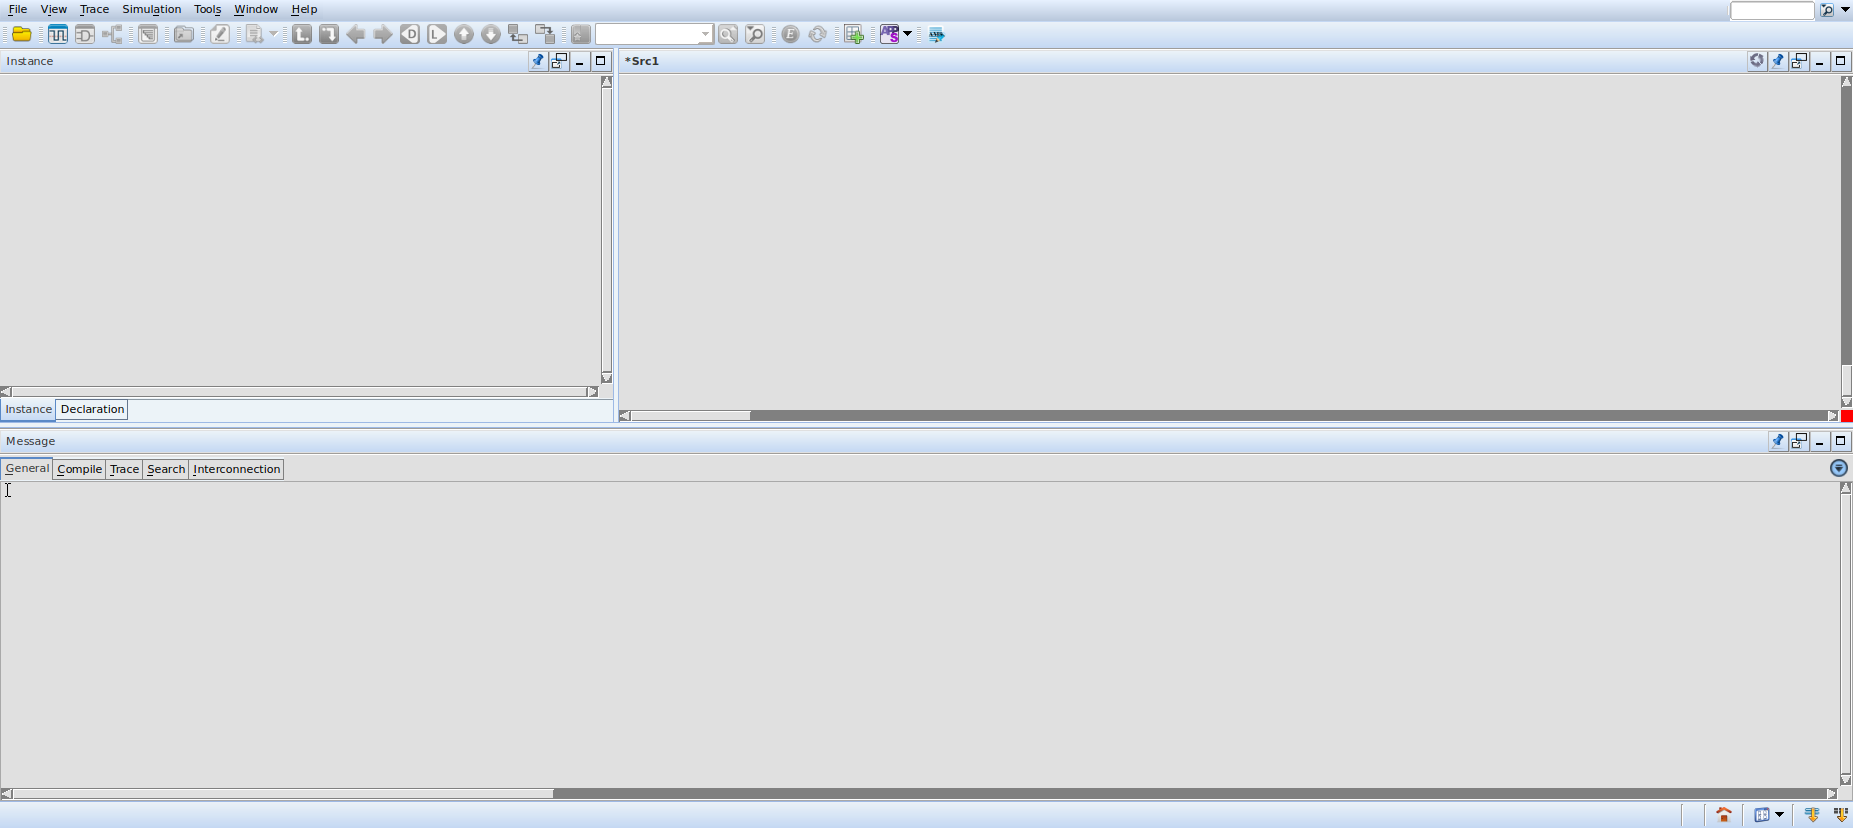 File View Trace Simulation Tools Window Help
D L E
Instance
*Src1
Instance Declaration
Message
General Compile Trace Search Interconnection